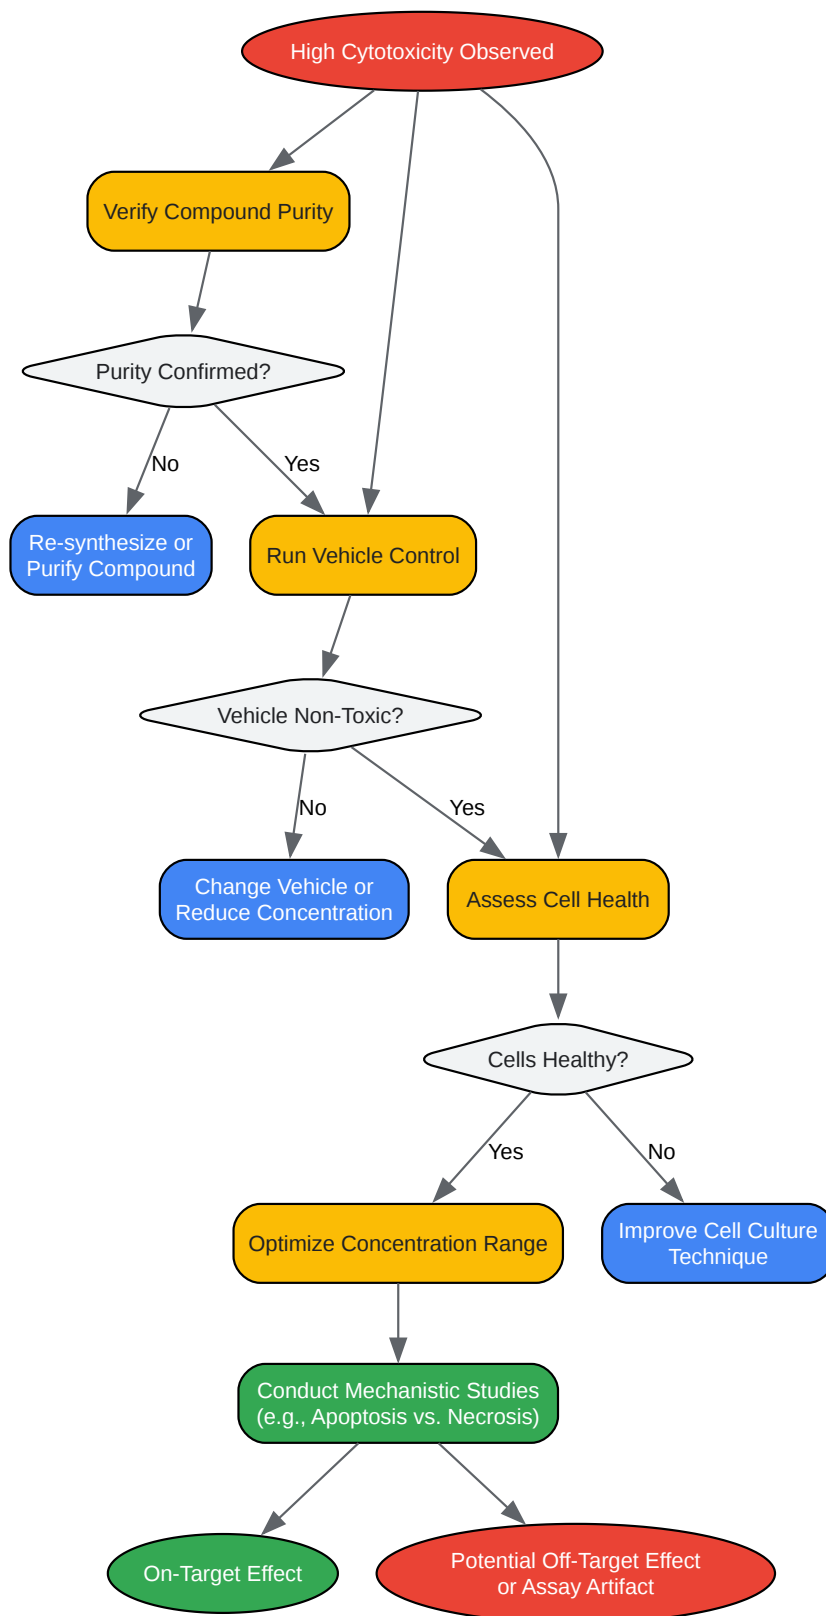 High Cytotoxicity Observed
Verify Compound Purity
Purity Confirmed?
No
Yes
Re-synthesize or
Purify Compound
Run Vehicle Control
Vehicle Non-Toxic?
No
Yes
Change Vehicle or
Reduce Concentration
Assess Cell Health
Cells Healthy?
Yes
No
Optimize Concentration Range
Improve Cell Culture
Technique
Conduct Mechanistic Studies
(e.g., Apoptosis vs. Necrosis)
On-Target Effect
Potential Off-Target Effect
or Assay Artifact